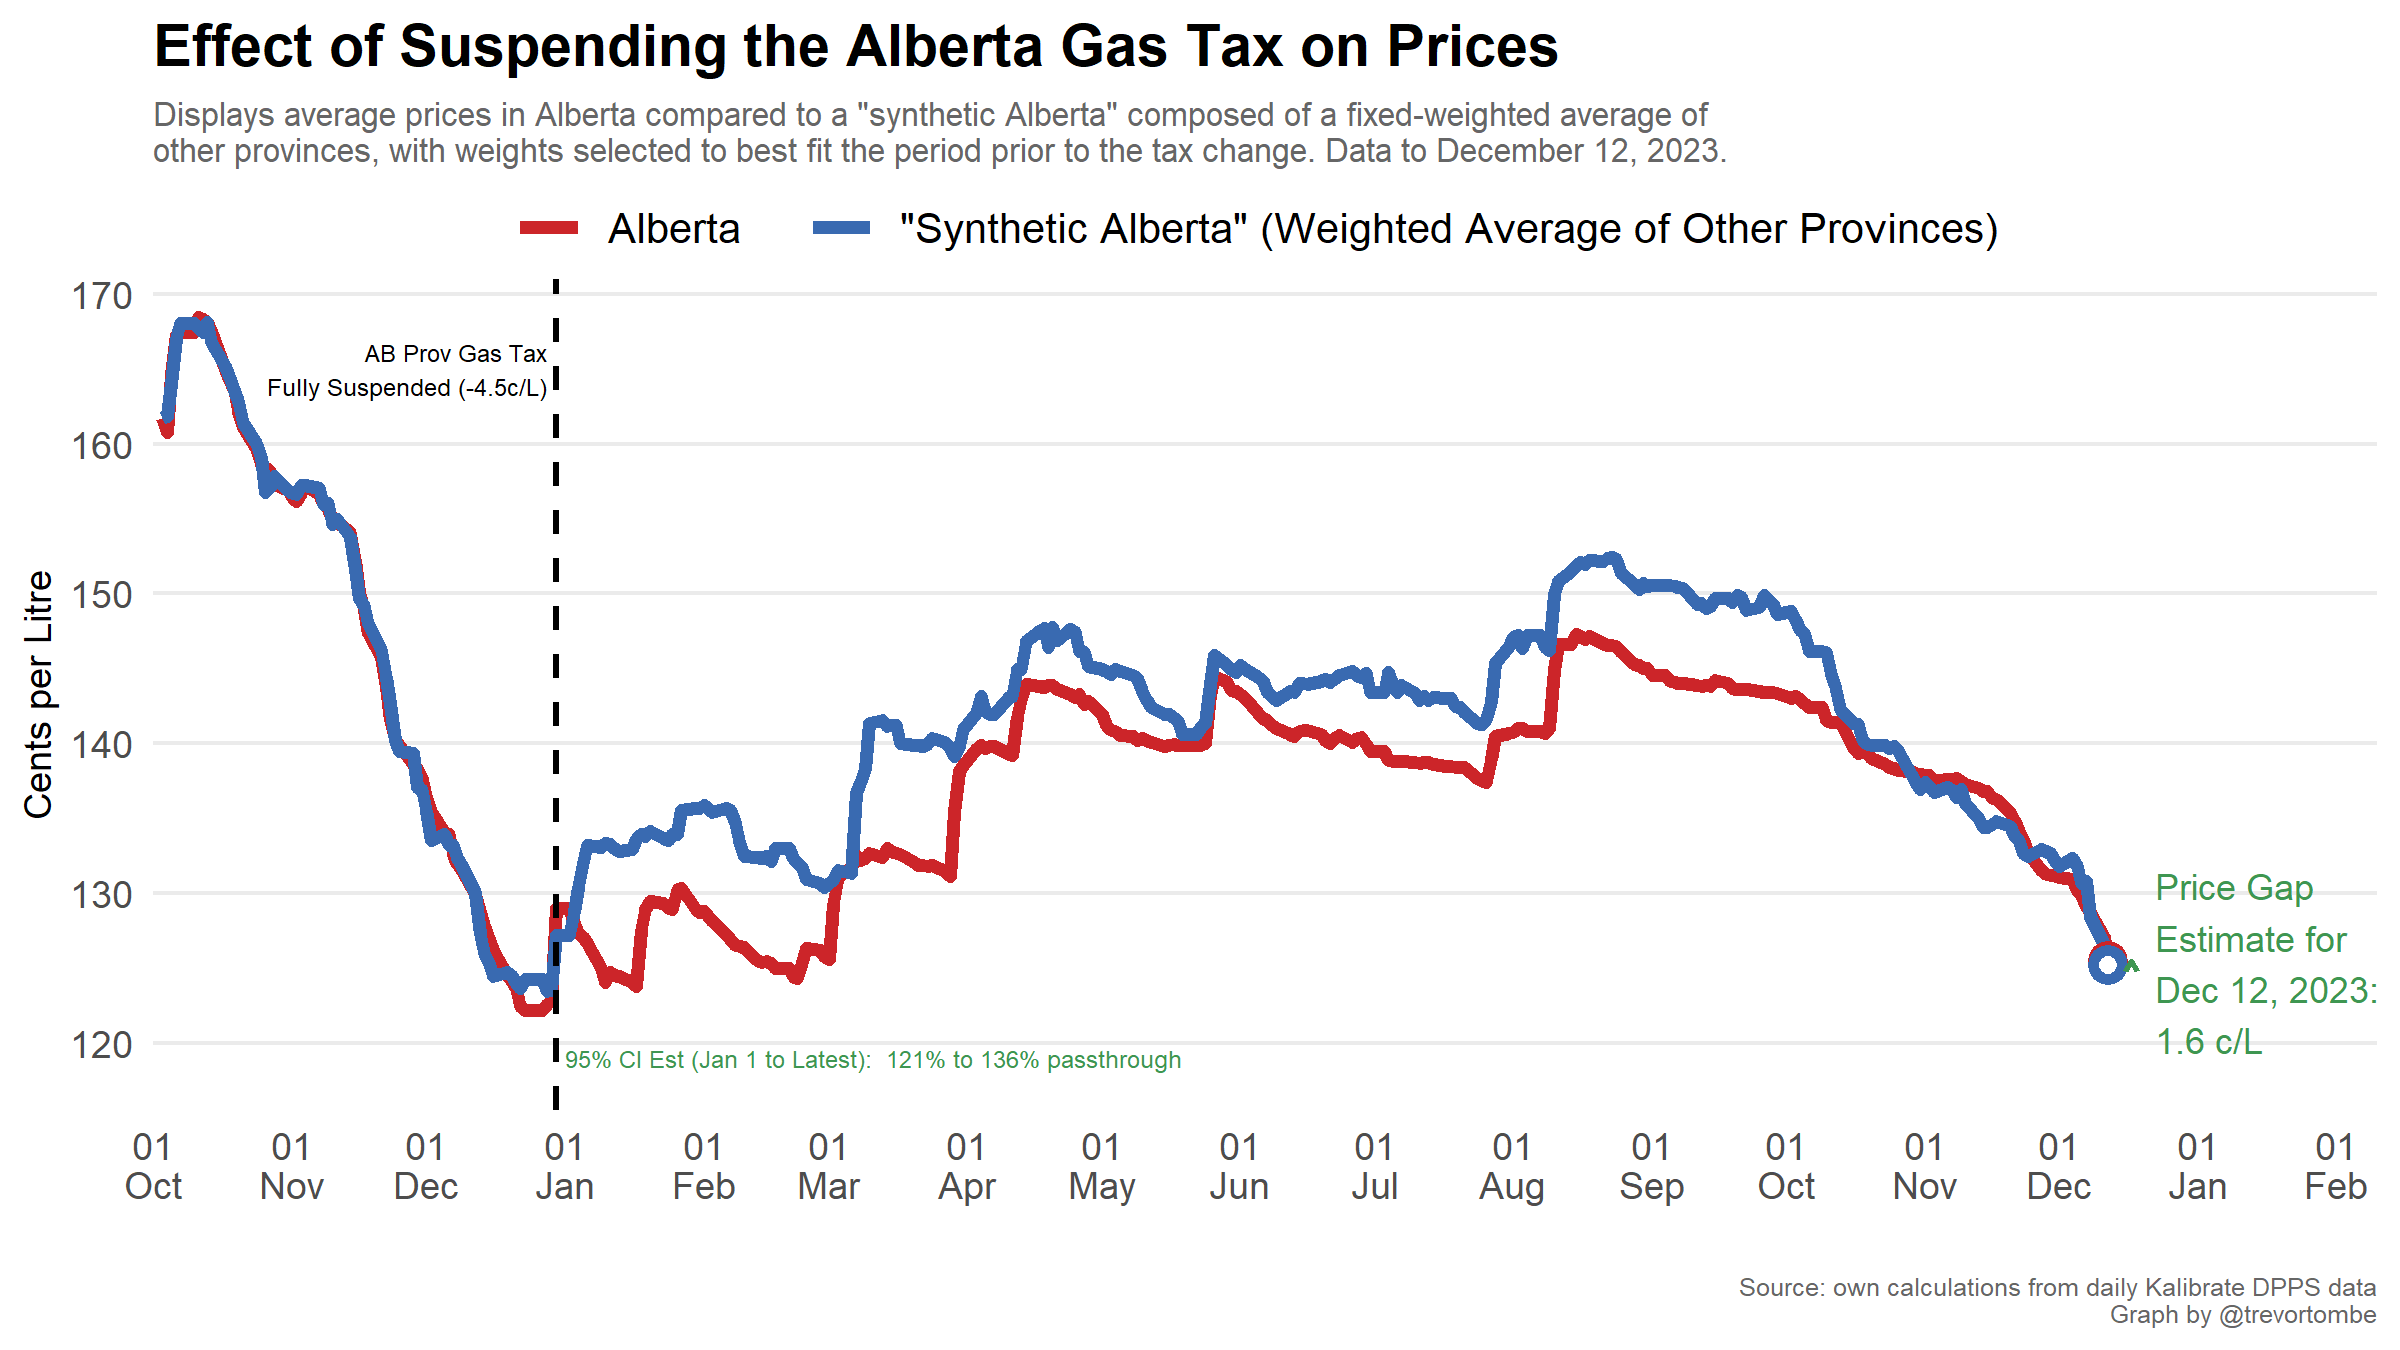 Effect of Suspending the Alberta Gas Tax on Prices
Displays average prices in Alberta compared to a "synthetic Alberta" composed of a fixed-weighted average of
other provinces, with weights selected to best fit the period prior to the tax change. Data to December 12, 2023.
Alberta
"Synthetic Alberta" (Weighted Average of Other Provinces)
170
160
150
140
130
120
Cents per Litre
AB Prov Gas Tax
Fully Suspended (-4.5c/L)
95% CI Est (Jan 1 to Latest):  121% to 136% passthrough
Price Gap
Estimate for
Dec 12, 2023:
1.6 c/L
01 01 01 01 01 01 01 01 01 01 01 01 01 01 01 01 01
Oct Nov Dec Jan Feb Mar Apr May Jun Jul Aug Sep Oct Nov Dec Jan Feb
Source: own calculations from daily Kalibrate DPPS data
Graph by @trevortombe